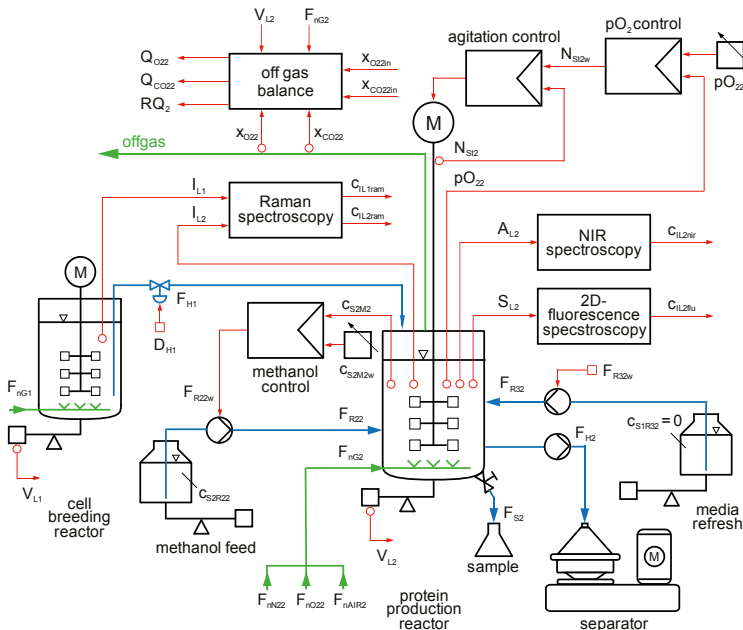 V_L2
F_nG2
agitation control
pO_2 control
Q_O22
Q_CO22
RQ_2
off gas
balance
x_O22in
x_CO22in
N_St2w
pO_22
x_O22
x_CO22
M
N_St2
offgas
pO_22
I_L1
I_L2
Raman
spectroscopy
c_IL1ram
c_IL2ram
A_L2
NIR
spectroscopy
c_IL2nir
M
F_H1
D_H1
c_S2M2
S_L2
2D-
fluorescence
spectroscopy
c_IL2flu
methanol
control
c_S2M2w
F_nG1
F_R22w
F_R22
F_R32
F_R32w
c_S1R32 = 0
F_nG2
F_H2
V_L1
c_S2R22
cell
breeding
reactor
methanol feed
V_L2
F_S2
sample
media
refresh
M
F_nN22
F_nO22
F_nAIR2
protein
production
reactor
separator